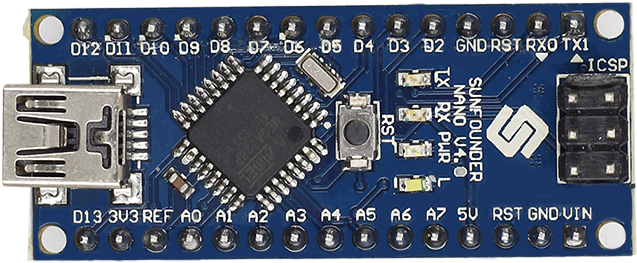 D12 D11 D10 D9 D8 D7 D6 D5 D4 D3 D2 GND RST RX0 TX1
ICSP
TX
RX
PWR
L
RST
SUNFOUNDER
NANO V4.0
D13 3V3 REF A0 A1 A2 A3 A4 A5 A6 A7 5V RST GND VIN